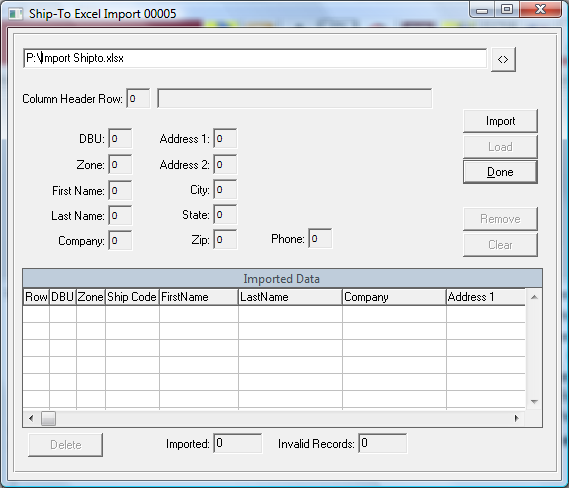 Ship-To Excel Import 00005
P:\Import Shipto.xlsx
<>
Column Header Row: 0
Import
DBU: 0 Address 1: 0
Load
Zone: 0 Address 2: 0
Done
First Name: 0 City: 0
Last Name: 0 State: 0
Remove
Company: 0 Zip: 0 Phone: 0
Clear
Imported Data
Row DBU Zone Ship Code FirstName LastName Company Address 1
Delete Imported: 0 Invalid Records: 0